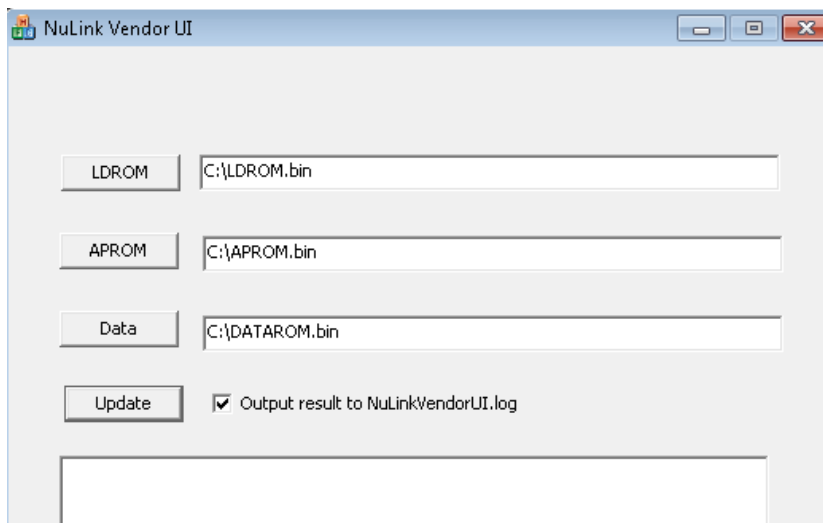 NuLink Vendor UI
LDROM C:\LDROM.bin
APROM C:\APROM.bin
Data C:\DATAROM.bin
Update Output result to NuLinkVendorUI.log